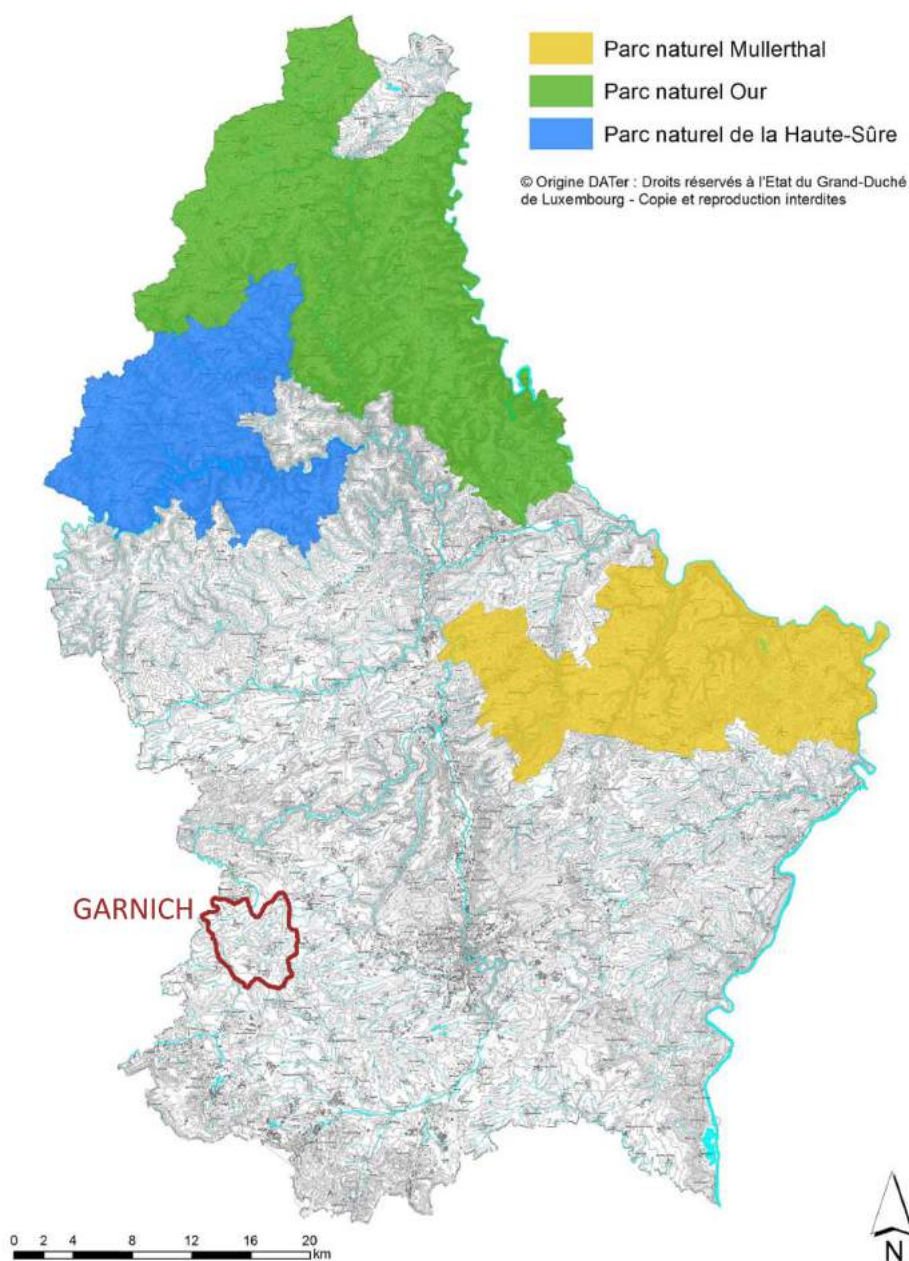 Parc naturel Mullerthal
Parc naturel Our
Parc naturel de la Haute-Sûre
© Origine DATer : Droits réservés à l'Etat du Grand-Duché
de Luxembourg - Copie et reproduction interdites
GARNICH
0 2 4 8 12 16 20
km
N